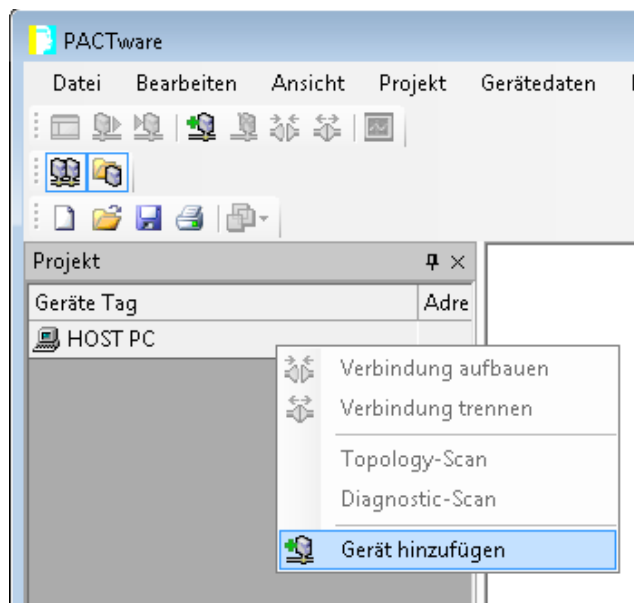 PACTware
Datei Bearbeiten Ansicht Projekt Gerätedaten
Projekt
Geräte Tag Adre
HOST PC
Verbindung aufbauen
Verbindung trennen
Topology-Scan
Diagnostic-Scan
Gerät hinzufügen